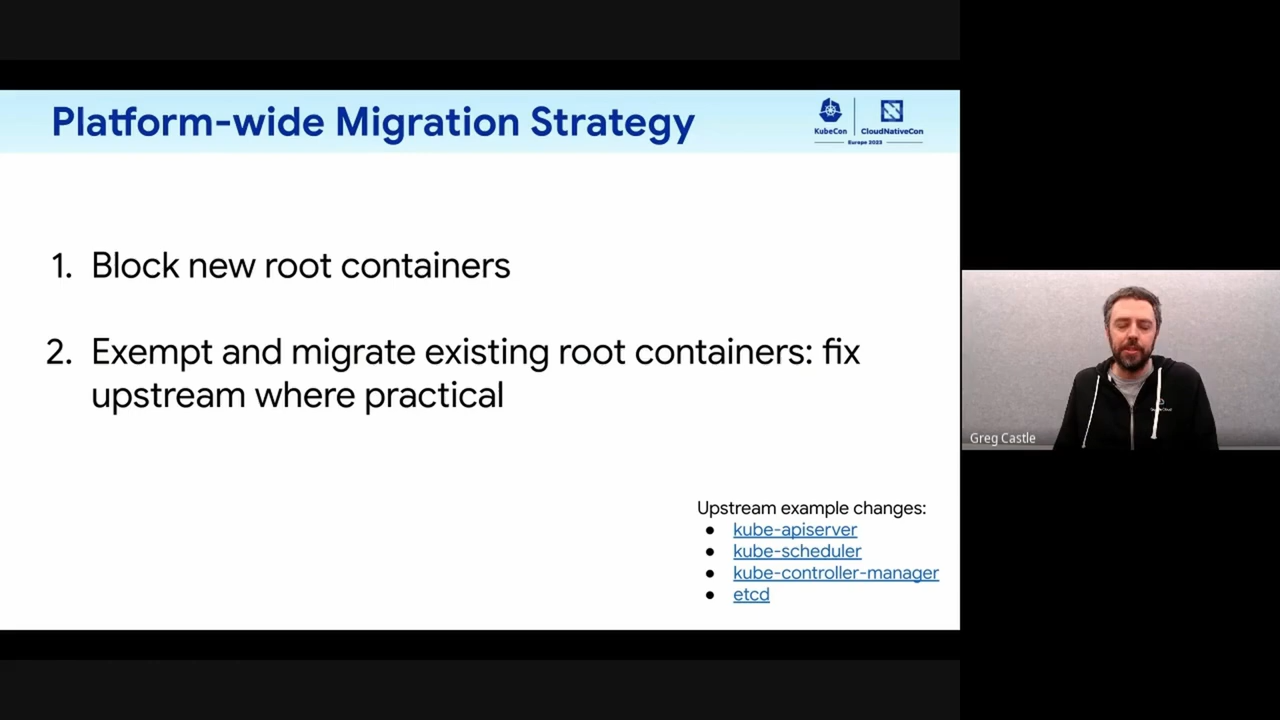 Platform-wide Migration Strategy
KubeCon
CloudNativeCon
Europe 2023
1. Block new root containers
2. Exempt and migrate existing root containers: fix
upstream where practical
Upstream example changes:
● kube-apiserver
● kube-scheduler
● kube-controller-manager
● etcd
Greg Castle